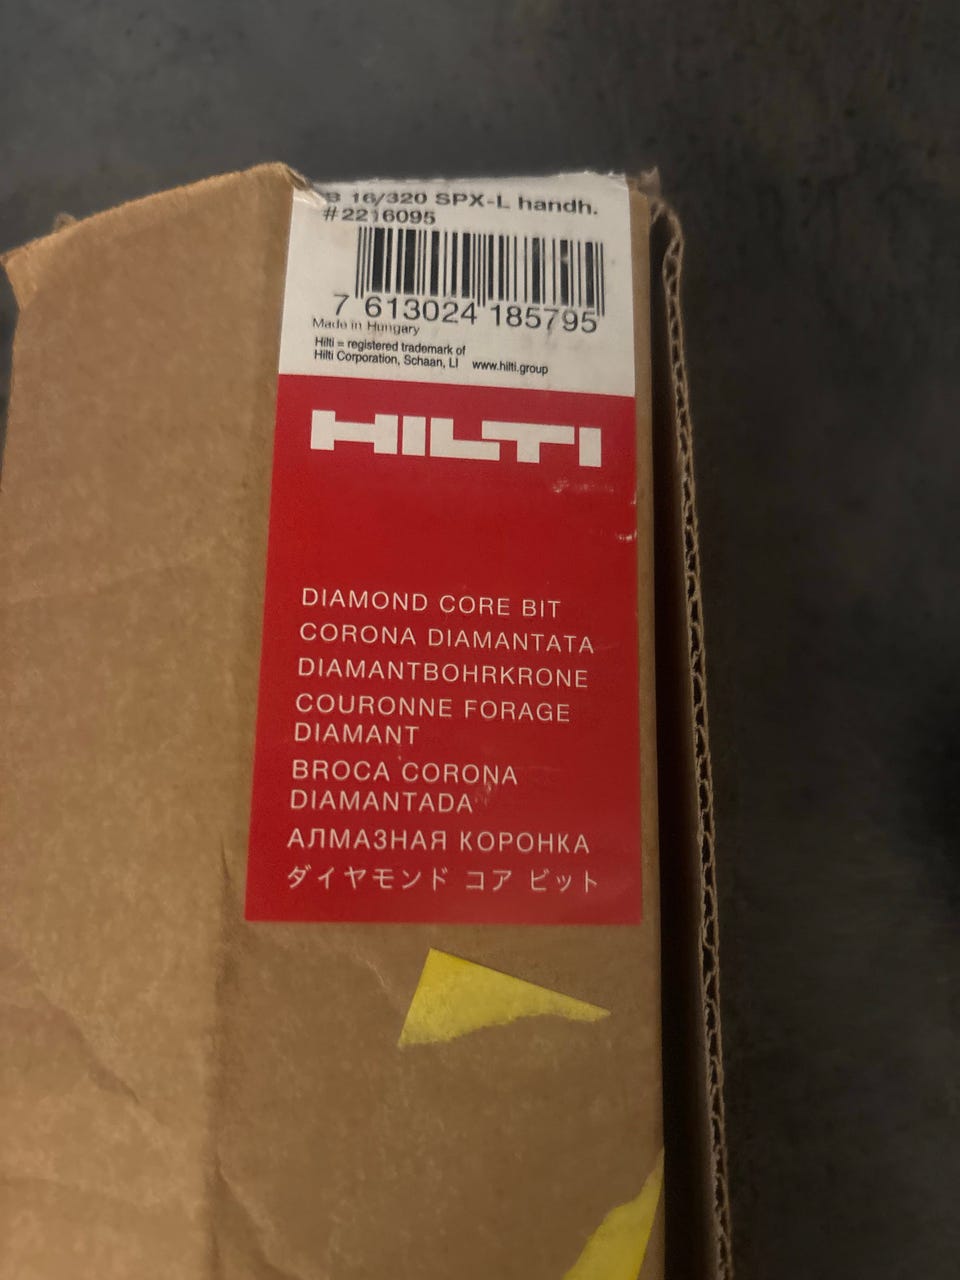 16/320 SPX-L handh.
#2216095
7 613024 185795
Made in Hungary
Hilti = registered trademark of
Hilti Corporation, Schaan, LI www.hilti.group
HILTI
DIAMOND CORE BIT
CORONA DIAMANTATA
DIAMANTBOHRKRONE
COURONNE FORAGE
DIAMANT
BROCA CORONA
DIAMANTADA
АЛМАЗНАЯ КОРОНКА
ダイヤモンド コア ビット